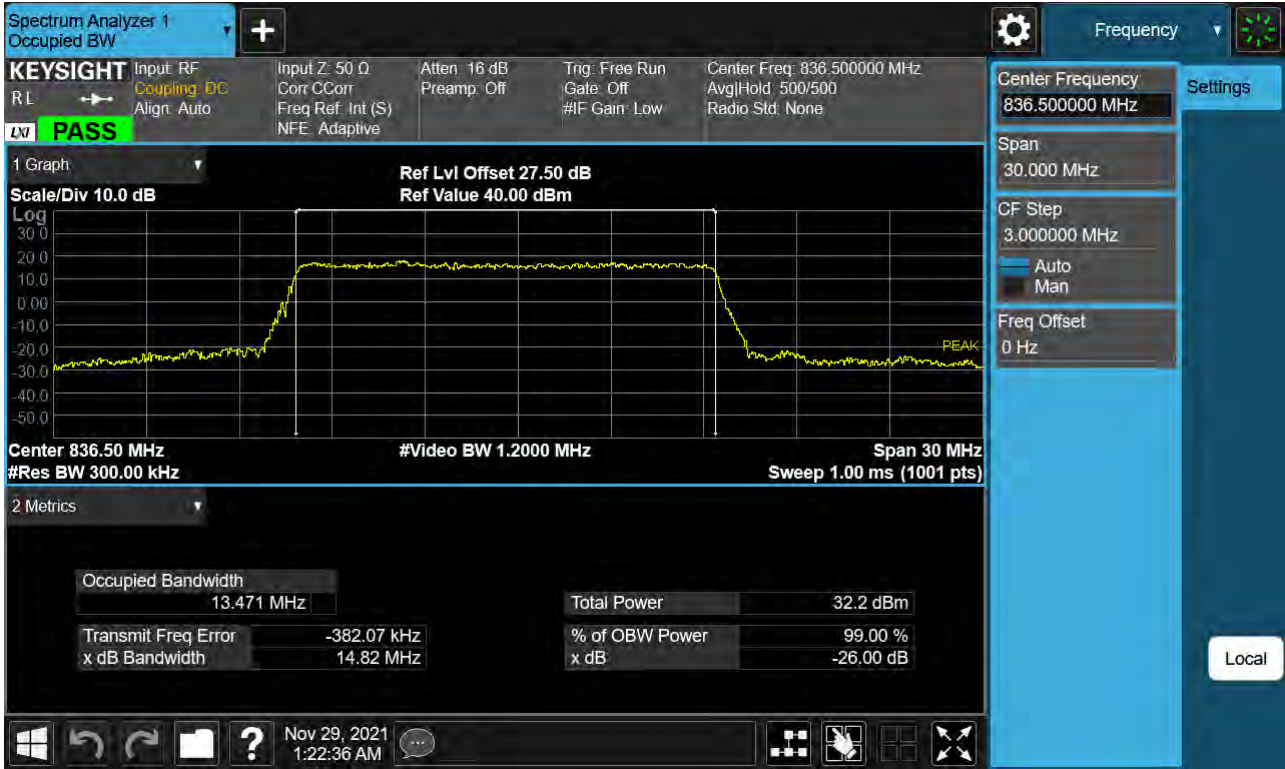 Spectrum Analyzer 1
Occupied BW
+
Frequency
KEYSIGHT
RL
LXI
PASS
Input: RF
Coupling: DC
Align: Auto
Input Z: 50 Ω
Corr CCorr
Freq Ref: Int (S)
NFE: Adaptive
Atten: 16 dB
Preamp: Off
Trig: Free Run
Gate: Off
#IF Gain: Low
Center Freq: 836.500000 MHz
Avg|Hold: 500/500
Radio Std: None
Center Frequency
836.500000 MHz
Settings
Span
30.000 MHz
CF Step
3.000000 MHz
Auto
Man
Freq Offset
0 Hz
Local
1 Graph
Scale/Div 10.0 dB
Ref Lvl Offset 27.50 dB
Ref Value 40.00 dBm
Log
30.0
20.0
10.0
0.00
-10.0
-20.0
-30.0
-40.0
-50.0
PEAK
Center 836.50 MHz
#Video BW 1.2000 MHz
Span 30 MHz
#Res BW 300.00 kHz
Sweep 1.00 ms (1001 pts)
2 Metrics
Occupied Bandwidth
13.471 MHz
Total Power 32.2 dBm
Transmit Freq Error -382.07 kHz
% of OBW Power 99.00 %
x dB Bandwidth 14.82 MHz
x dB -26.00 dB
?
Nov 29, 2021
1:22:36 AM